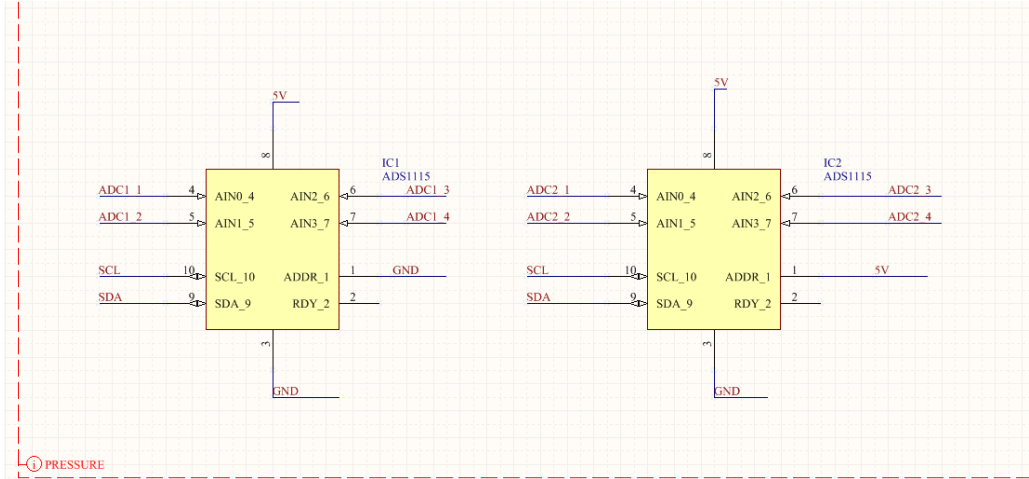 5V
8
IC1
ADS1115
ADC1_1 4 AIN0_4 AIN2_6 6 ADC1_3
ADC1_2 5 AIN1_5 AIN3_7 7 ADC1_4
SCL 10 SCL_10 ADDR_1 1 GND
SDA 9 SDA_9 RDY_2 2
3
GND
5V
8
IC2
ADS1115
ADC2_1 4 AIN0_4 AIN2_6 6 ADC2_3
ADC2_2 5 AIN1_5 AIN3_7 7 ADC2_4
SCL 10 SCL_10 ADDR_1 1 5V
SDA 9 SDA_9 RDY_2 2
3
GND
i PRESSURE